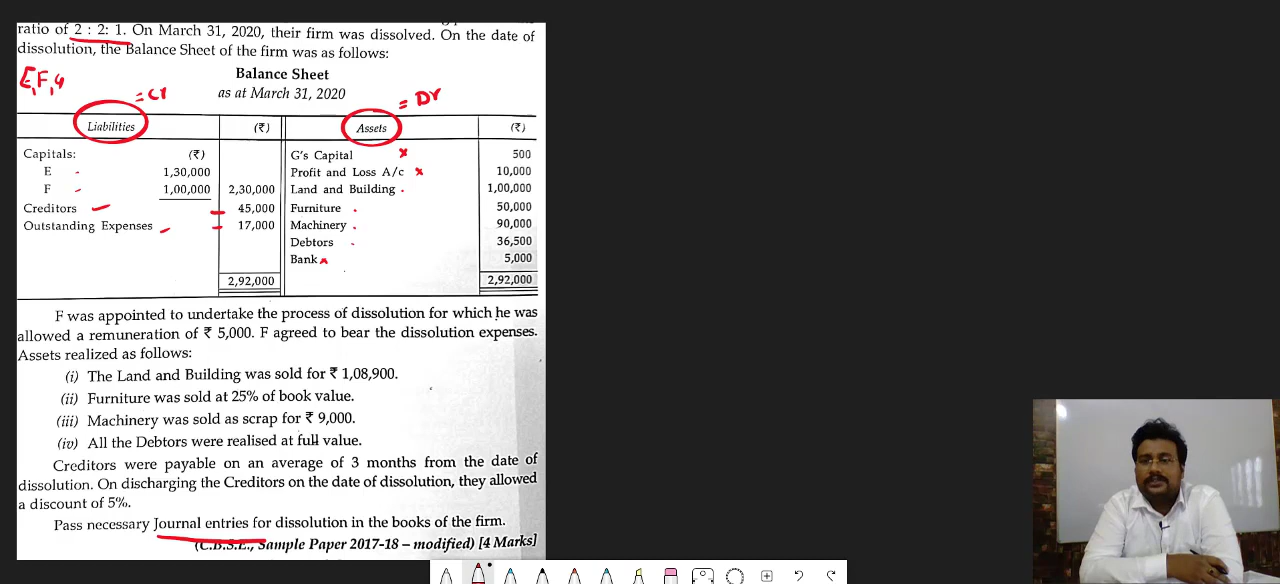 ratio of 2 : 2: 1. On March 31, 2020, their firm was dissolved. On the date of
dissolution, the Balance Sheet of the firm was as follows:
E,F,G
Balance Sheet
as at March 31, 2020
= Cr
= Dr
Liabilities (₹) Assets (₹)
Capitals: (₹) G's Capital 500
E 1,30,000 Profit and Loss A/c 10,000
F 1,00,000 2,30,000 Land and Building 1,00,000
Creditors 45,000 Furniture 50,000
Outstanding Expenses 17,000 Machinery 90,000
Debtors 36,500
Bank 5,000
2,92,000 2,92,000
F was appointed to undertake the process of dissolution for which he was
allowed a remuneration of ₹ 5,000. F agreed to bear the dissolution expenses.
Assets realized as follows:
(i) The Land and Building was sold for ₹ 1,08,900.
(ii) Furniture was sold at 25% of book value.
(iii) Machinery was sold as scrap for ₹ 9,000.
(iv) All the Debtors were realised at full value.
Creditors were payable on an average of 3 months from the date of
dissolution. On discharging the Creditors on the date of dissolution, they allowed
a discount of 5%.
Pass necessary Journal entries for dissolution in the books of the firm.
(C.B.S.E., Sample Paper 2017-18 – modified) [4 Marks]